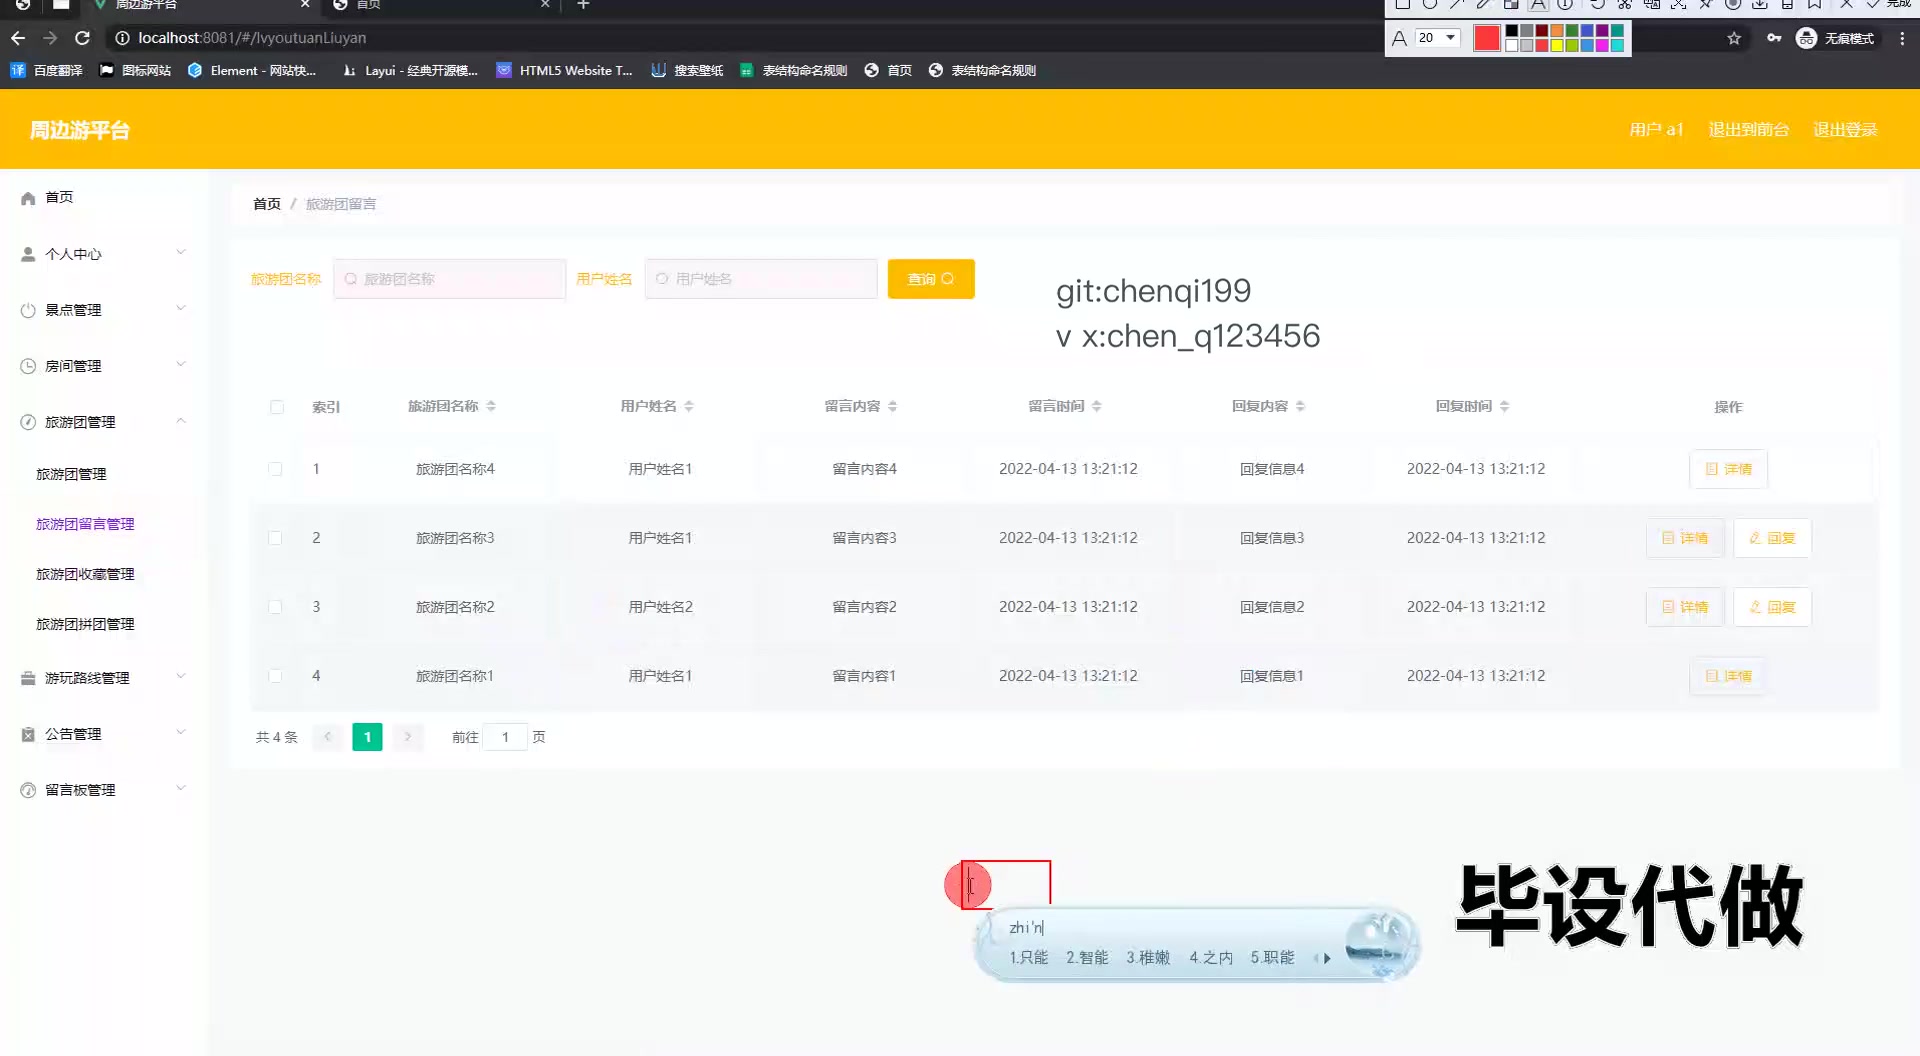 周边游平台
首页
完成
localhost:8081/#/lvyoutuanLiuyan
A 20
无痕模式
百度翻译 图标网站 Element - 网站快... Layui - 经典开源模... HTML5 Website T... 搜索壁纸 表结构命名规则 首页 表结构命名规则
周边游平台
用户 a1 退出到前台 退出登录
首页
个人中心
景点管理
房间管理
旅游团管理
旅游团管理
旅游团留言管理
旅游团收藏管理
旅游团拼团管理
游玩路线管理
公告管理
留言板管理
首页 / 旅游团留言
旅游团名称 旅游团名称 用户姓名 用户姓名 查询
git:chenqi199
v x:chen_q123456
索引 旅游团名称 用户姓名 留言内容 留言时间 回复内容 回复时间 操作
1 旅游团名称4 用户姓名1 留言内容4 2022-04-13 13:21:12 回复信息4 2022-04-13 13:21:12 详情
2 旅游团名称3 用户姓名1 留言内容3 2022-04-13 13:21:12 回复信息3 2022-04-13 13:21:12 详情 回复
3 旅游团名称2 用户姓名2 留言内容2 2022-04-13 13:21:12 回复信息2 2022-04-13 13:21:12 详情 回复
4 旅游团名称1 用户姓名1 留言内容1 2022-04-13 13:21:12 回复信息1 2022-04-13 13:21:12 详情
共 4 条 1 前往 1 页
zhi'n
1.只能 2.智能 3.稚嫩 4.之内 5.职能
毕设代做